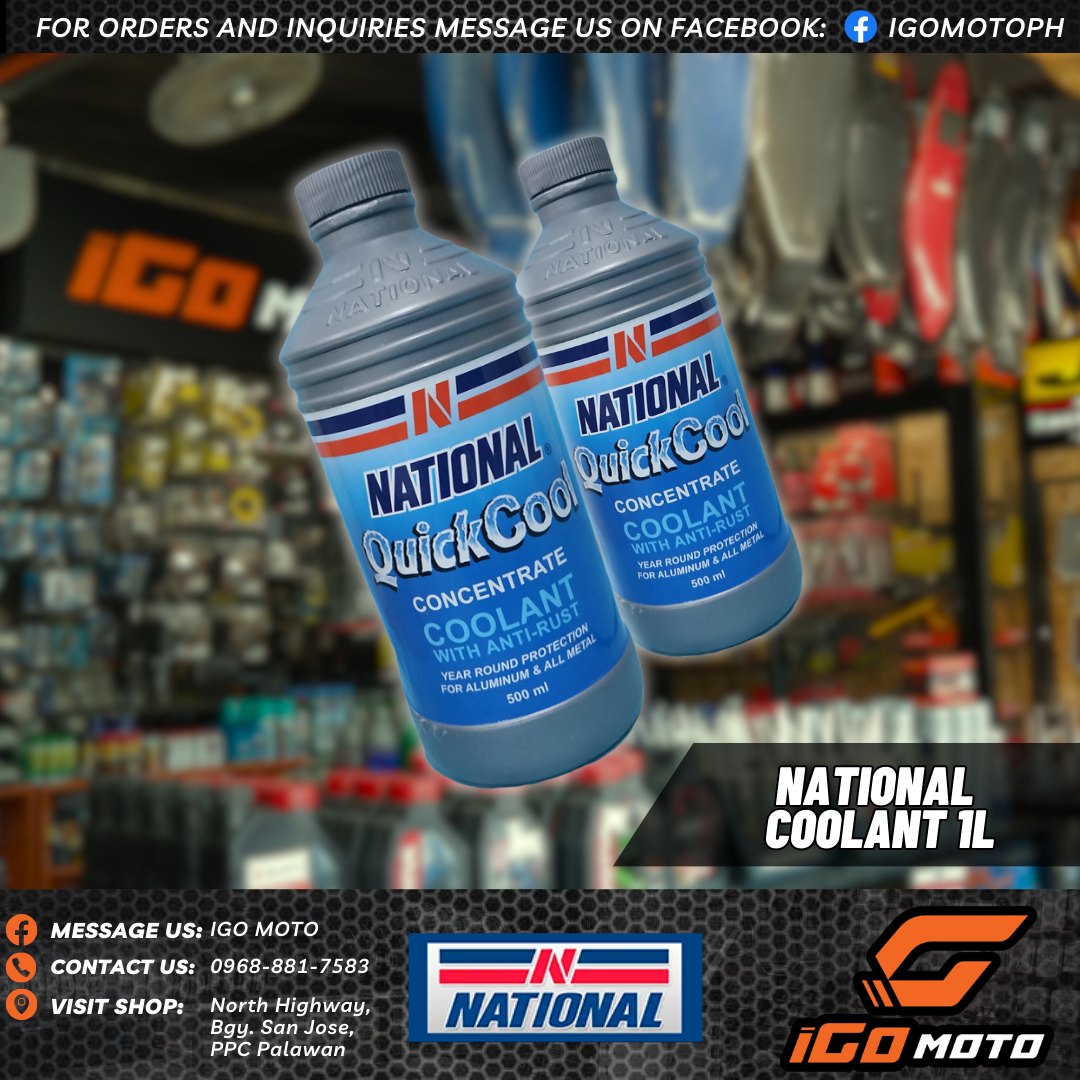 FOR ORDERS AND INQUIRIES MESSAGE US ON FACEBOOK: IGOMOTOPH
iGO MO
NATIONAL
NATIONAL
N
NATIONAL®
QuickCool
CONCENTRATE
COOLANT
WITH ANTI-RUST
YEAR ROUND PROTECTION
FOR ALUMINUM & ALL METAL
500 ml
N
NATIONAL®
QuickCool
CONCENTRATE
COOLANT
WITH ANTI-RUST
YEAR ROUND PROTECTION
FOR ALUMINUM & ALL METAL
500 ml
NATIONAL
COOLANT 1L
MESSAGE US: IGO MOTO
CONTACT US: 0968-881-7583
VISIT SHOP: North Highway,
Bgy. San Jose,
PPC Palawan
N
NATIONAL
iGO MOTO